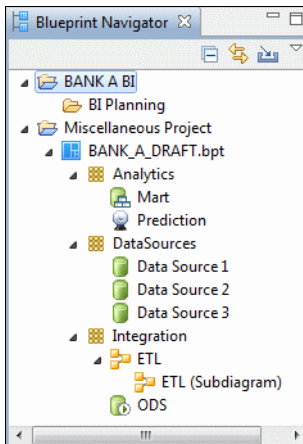 Blueprint Navigator
BANK A BI
BI Planning
Miscellaneous Project
BANK_A_DRAFT.bpt
Analytics
Mart
Prediction
DataSources
Data Source 1
Data Source 2
Data Source 3
Integration
ETL
ETL (Subdiagram)
ODS